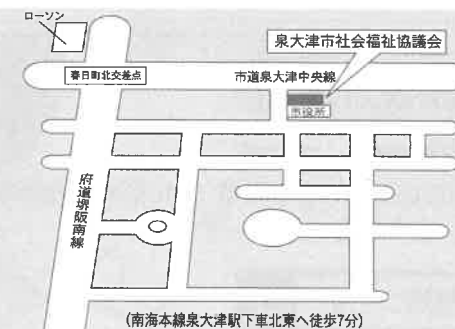 ローソン
泉大津市社会福祉協議会
春日町北交差点
市道泉大津中央線
市役所
府道堺阪南線
(南海本線泉大津駅下車北東へ徒歩7分)